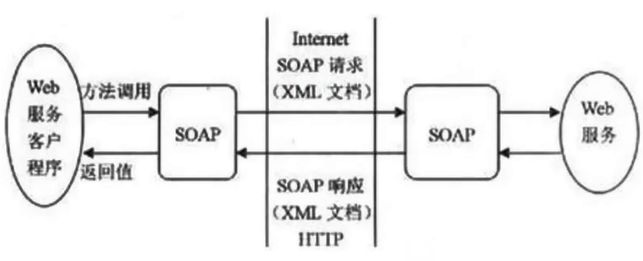 Internet
SOAP 请求
（XML 文档）
Web
服务
客户
程序
方法调用
返回值
SOAP
SOAP
Web
服务
SOAP 响应
（XML 文档）
HTTP